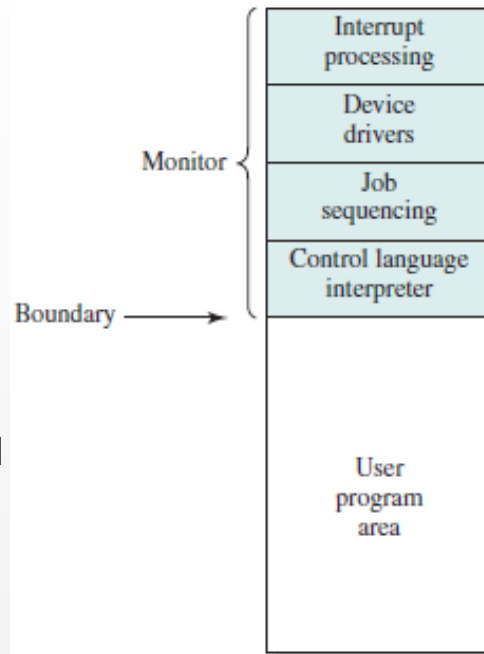 Interrupt
processing
Device
drivers
Monitor
Job
sequencing
Control language
interpreter
Boundary
User
program
area